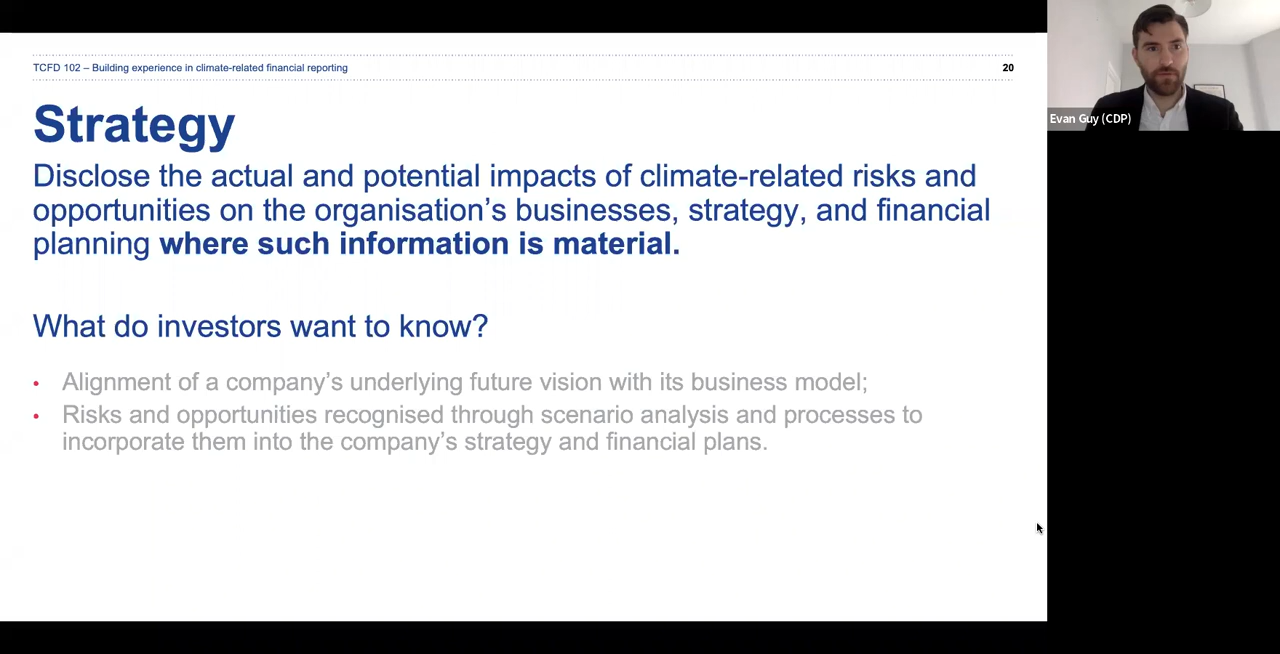 TCFD 102 – Building experience in climate-related financial reporting
20
Strategy
Disclose the actual and potential impacts of climate-related risks and
opportunities on the organisation’s businesses, strategy, and financial
planning where such information is material.
What do investors want to know?
• Alignment of a company’s underlying future vision with its business model;
• Risks and opportunities recognised through scenario analysis and processes to
incorporate them into the company’s strategy and financial plans.
Evan Guy (CDP)